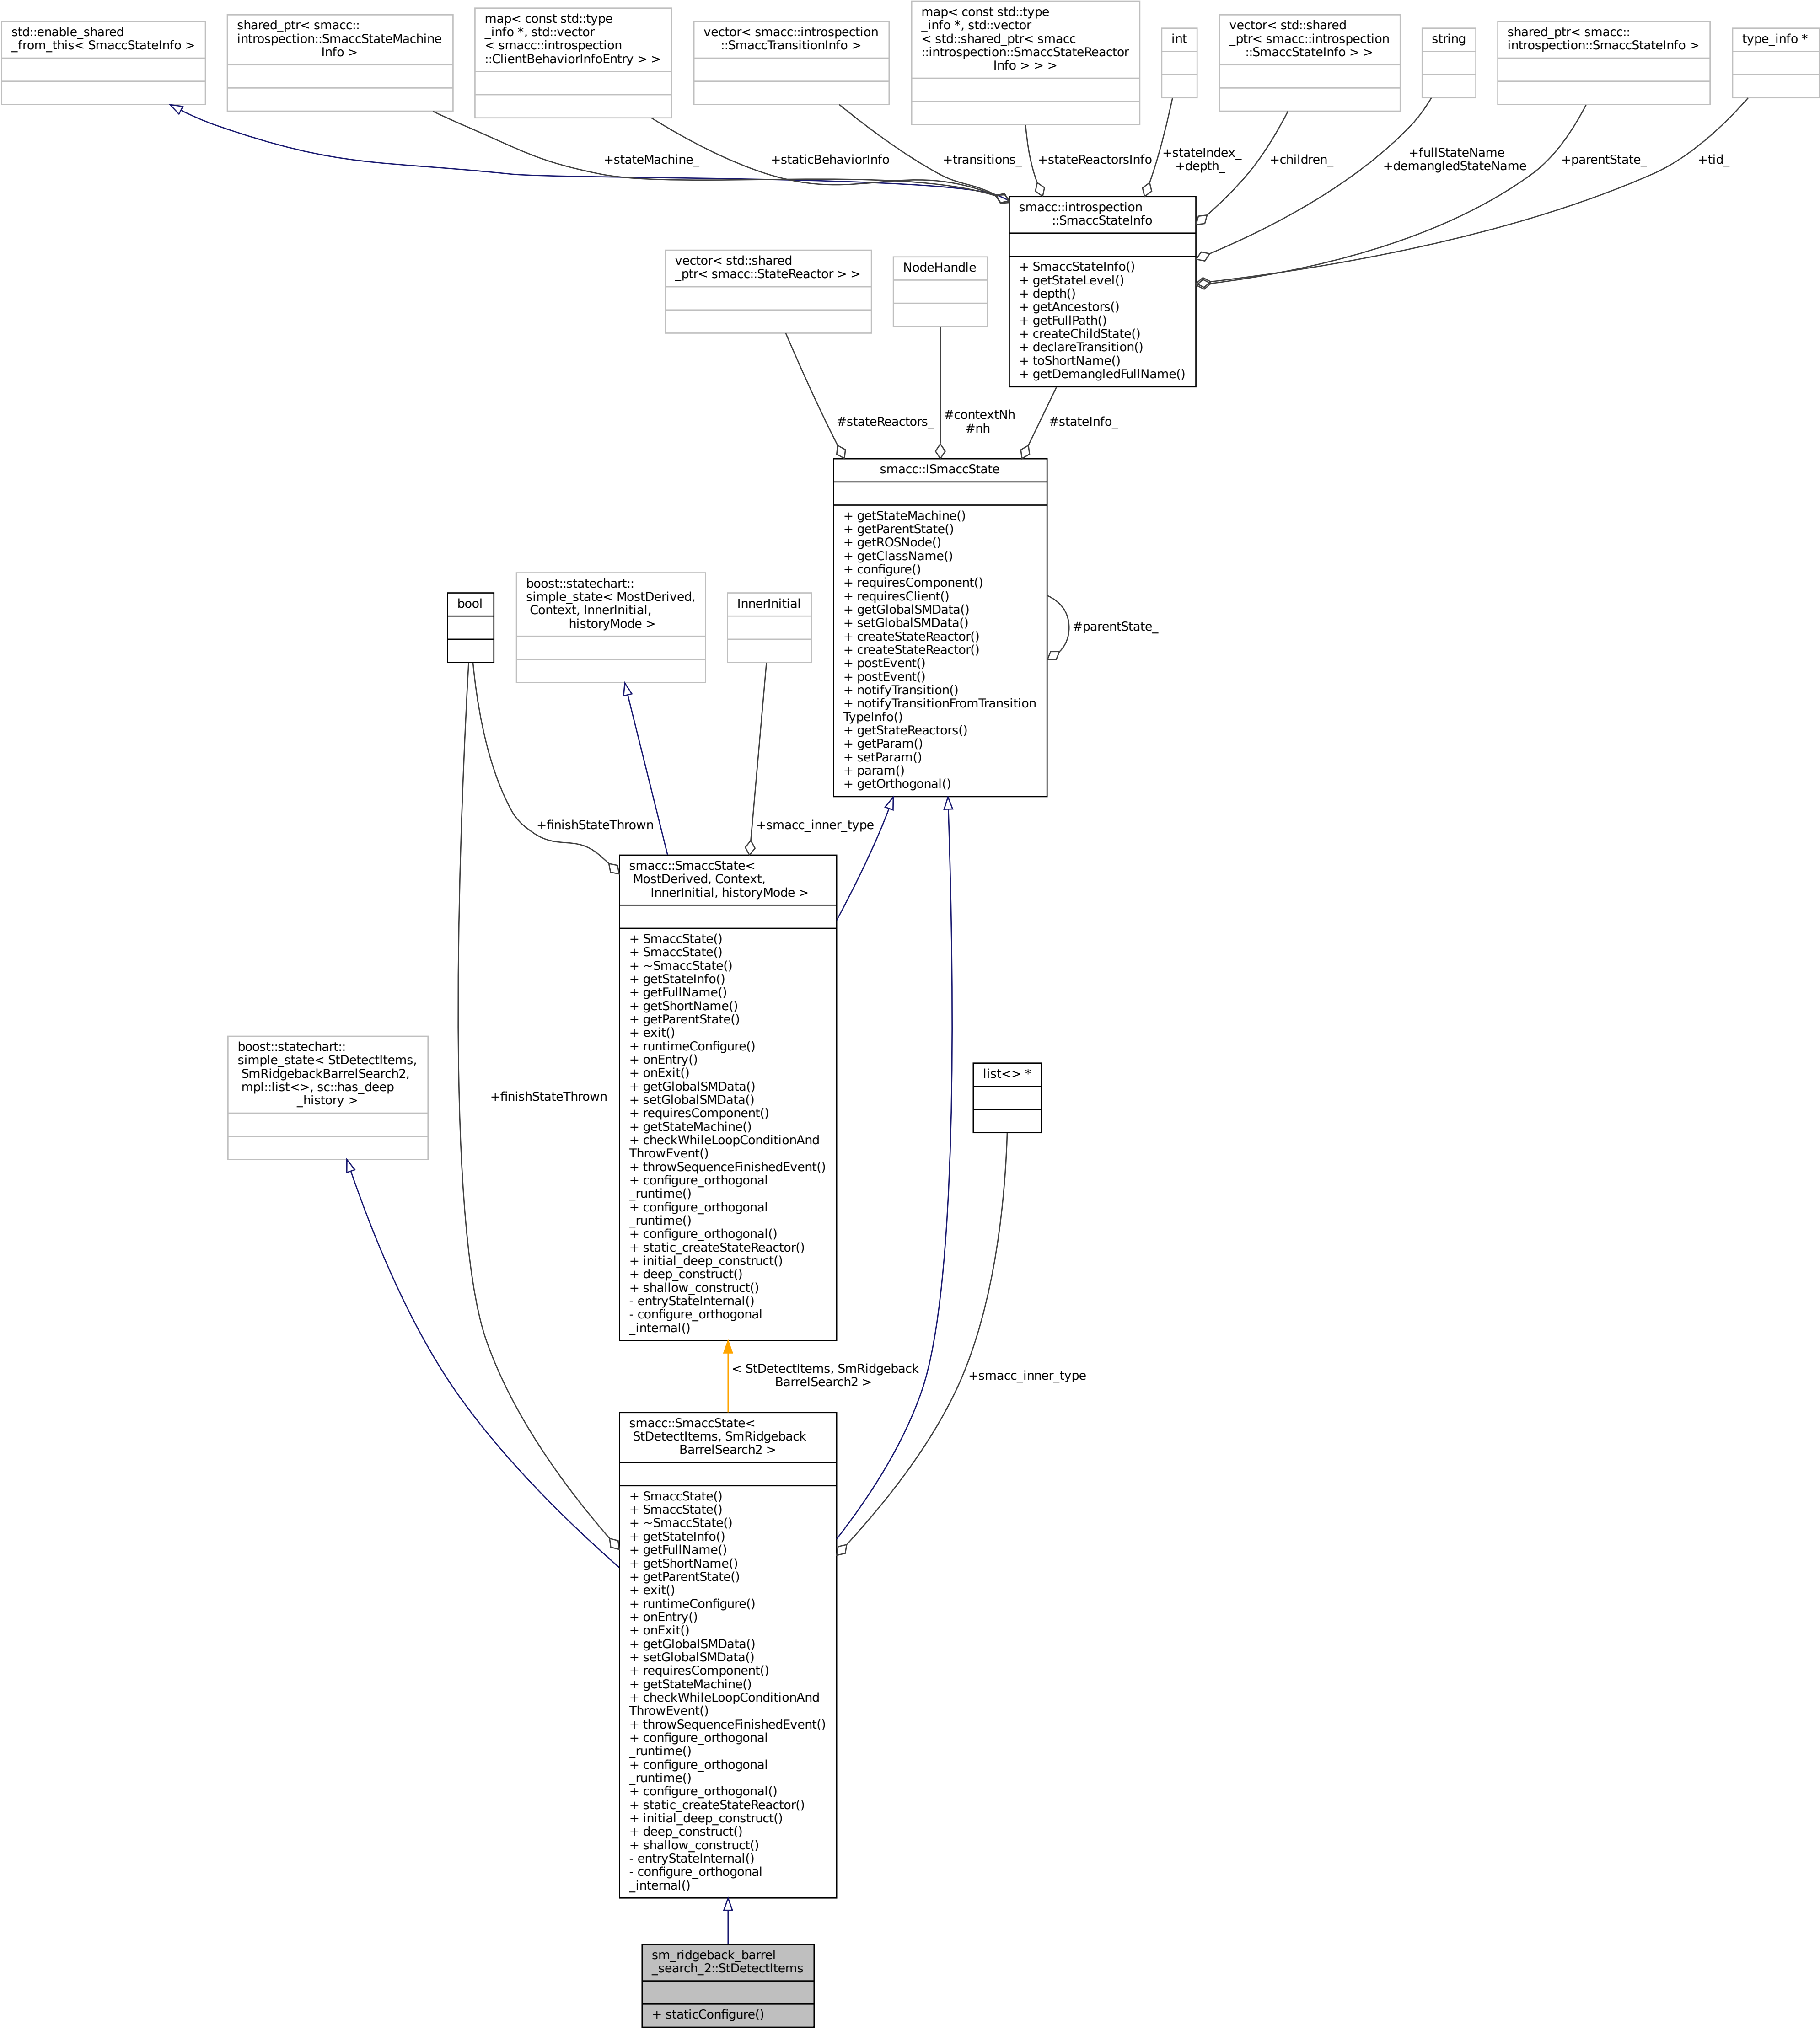 std::enable_shared
_from_this< SmaccStateInfo >
shared_ptr< smacc::
introspection::SmaccStateMachine
Info >
map< const std::type
_info *, std::vector
< smacc::introspection
::ClientBehaviorInfoEntry > >
vector< smacc::introspection
::SmaccTransitionInfo >
map< const std::type
_info *, std::vector
< std::shared_ptr< smacc
::introspection::SmaccStateReactor
Info > > >
int
vector< std::shared
_ptr< smacc::introspection
::SmaccStateInfo > >
string
shared_ptr< smacc::
introspection::SmaccStateInfo >
type_info *
+stateMachine_
+staticBehaviorInfo
+transitions_
+stateReactorsInfo
+stateIndex_
+depth_
+children_
+fullStateName
+demangledStateName
+parentState_
+tid_
smacc::introspection
::SmaccStateInfo
+ SmaccStateInfo()
+ getStateLevel()
+ depth()
+ getAncestors()
+ getFullPath()
+ createChildState()
+ declareTransition()
+ toShortName()
+ getDemangledFullName()
vector< std::shared
_ptr< smacc::StateReactor > >
NodeHandle
#stateReactors_
#contextNh
#nh
#stateInfo_
smacc::ISmaccState
+ getStateMachine()
+ getParentState()
+ getROSNode()
+ getClassName()
+ configure()
+ requiresComponent()
+ requiresClient()
+ getGlobalSMData()
+ setGlobalSMData()
+ createStateReactor()
+ createStateReactor()
+ postEvent()
+ postEvent()
+ notifyTransition()
+ notifyTransitionFromTransition
TypeInfo()
+ getStateReactors()
+ getParam()
+ setParam()
+ param()
+ getOrthogonal()
#parentState_
bool
boost::statechart::
simple_state< MostDerived,
Context, InnerInitial,
historyMode >
InnerInitial
+finishStateThrown
+smacc_inner_type
smacc::SmaccState<
MostDerived, Context,
InnerInitial, historyMode >
+ SmaccState()
+ SmaccState()
+ ~SmaccState()
+ getStateInfo()
+ getFullName()
+ getShortName()
+ getParentState()
+ exit()
+ runtimeConfigure()
+ onEntry()
+ onExit()
+ getGlobalSMData()
+ setGlobalSMData()
+ requiresComponent()
+ getStateMachine()
+ checkWhileLoopConditionAnd
ThrowEvent()
+ throwSequenceFinishedEvent()
+ configure_orthogonal
_runtime()
+ configure_orthogonal
_runtime()
+ configure_orthogonal()
+ static_createStateReactor()
+ initial_deep_construct()
+ deep_construct()
+ shallow_construct()
- entryStateInternal()
- configure_orthogonal
_internal()
boost::statechart::
simple_state< StDetectItems,
SmRidgebackBarrelSearch2,
mpl::list<>, sc::has_deep
_history >
+finishStateThrown
list<> *
< StDetectItems, SmRidgeback
BarrelSearch2 >
+smacc_inner_type
smacc::SmaccState<
StDetectItems, SmRidgeback
BarrelSearch2 >
+ SmaccState()
+ SmaccState()
+ ~SmaccState()
+ getStateInfo()
+ getFullName()
+ getShortName()
+ getParentState()
+ exit()
+ runtimeConfigure()
+ onEntry()
+ onExit()
+ getGlobalSMData()
+ setGlobalSMData()
+ requiresComponent()
+ getStateMachine()
+ checkWhileLoopConditionAnd
ThrowEvent()
+ throwSequenceFinishedEvent()
+ configure_orthogonal
_runtime()
+ configure_orthogonal
_runtime()
+ configure_orthogonal()
+ static_createStateReactor()
+ initial_deep_construct()
+ deep_construct()
+ shallow_construct()
- entryStateInternal()
- configure_orthogonal
_internal()
sm_ridgeback_barrel
_search_2::StDetectItems
+ staticConfigure()